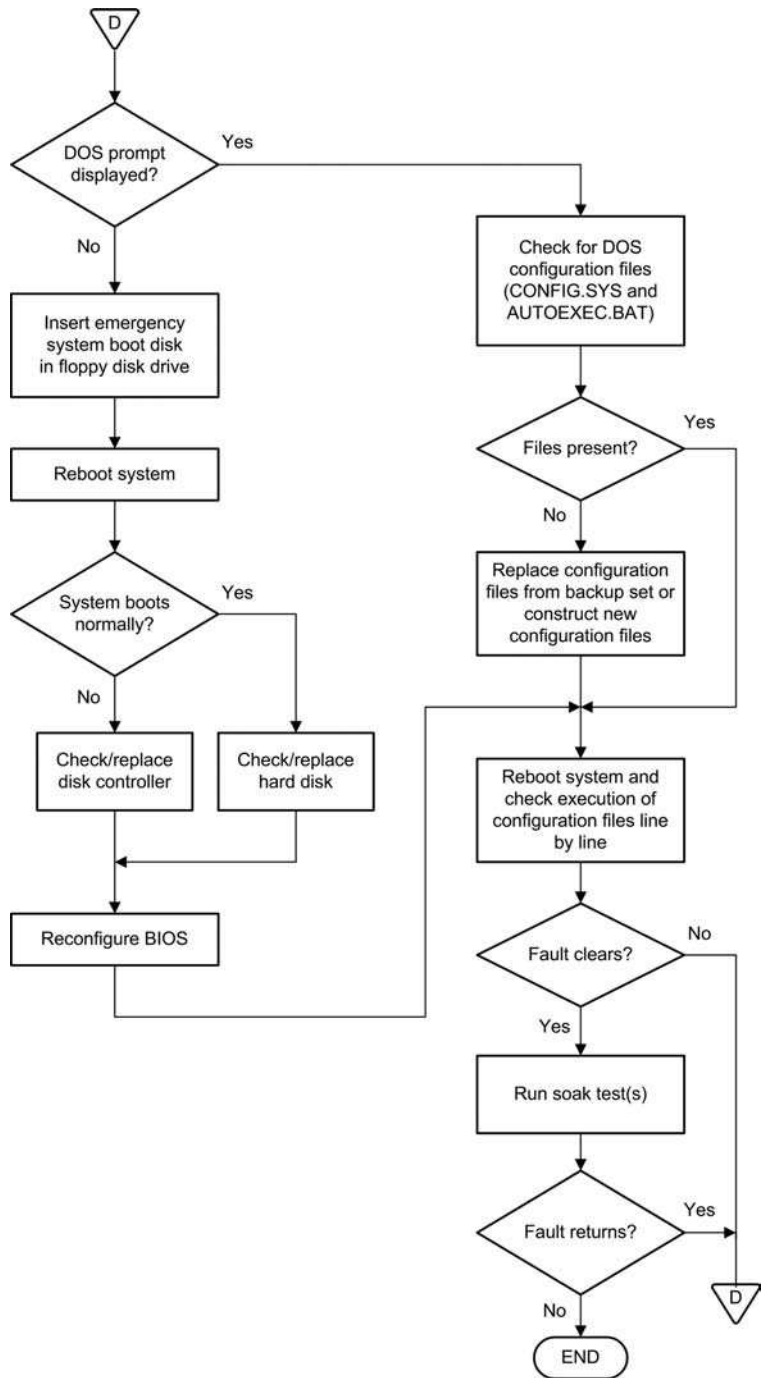 D
DOS prompt
displayed?
Yes
No
Insert emergency
system boot disk
in floppy disk drive
Reboot system
System boots
normally?
Yes
No
Check/replace
disk controller
Check/replace
hard disk
Reconfigure BIOS
Check for DOS
configuration files
(CONFIG.SYS and
AUTOEXEC.BAT)
Files present?
Yes
No
Replace configuration
files from backup set or
construct new
configuration files
Reboot system and
check execution of
configuration files line
by line
Fault clears?
No
Yes
Run soak test(s)
Fault returns?
Yes
No
D
END